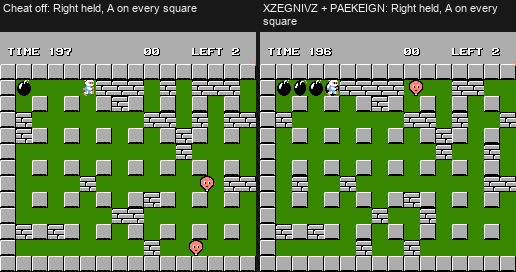 Cheat off: Right held, A on every square
XZEGNIVZ + PAEKEIGN: Right held, A on every
square
TIME 197 00 LEFT 2
TIME 196 00 LEFT 2